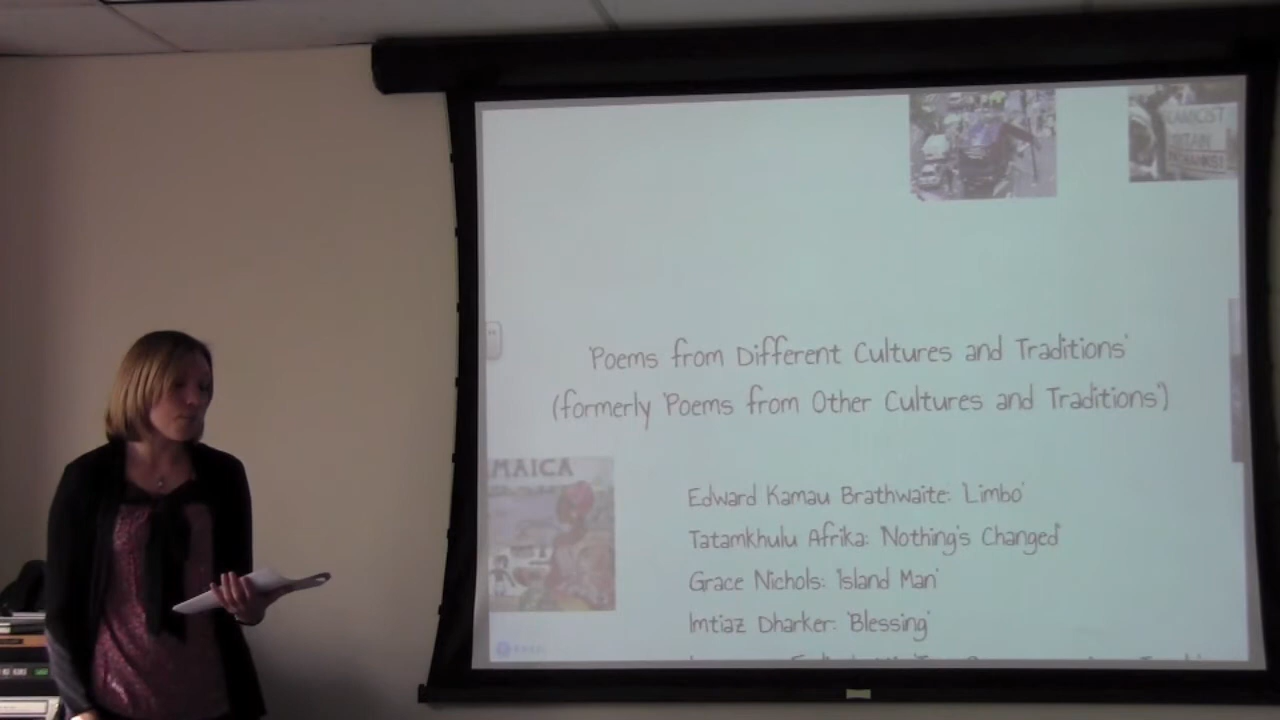 'Poems from Different Cultures and Traditions'
(formerly 'Poems from Other Cultures and Traditions')
MAICA
Edward Kamau Brathwaite: 'Limbo'
Tatamkhulu Afrika: 'Nothing's Changed'
Grace Nichols: 'Island Man'
Imtiaz Dharker: 'Blessing'